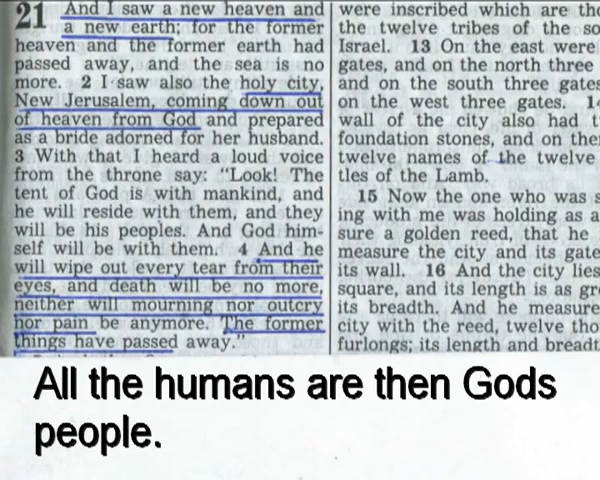 21 And I saw a new heaven and
a new earth; for the former
heaven and the former earth had
passed away, and the sea is no
more. 2 I saw also the holy city,
New Jerusalem, coming down out
of heaven from God and prepared
as a bride adorned for her husband.
3 With that I heard a loud voice
from the throne say: "Look! The
tent of God is with mankind, and
he will reside with them, and they
will be his peoples. And God him-
self will be with them. 4 And he
will wipe out every tear from their
eyes, and death will be no more,
neither will mourning nor outcry
nor pain be anymore. The former
things have passed away."
were inscribed which are th
the twelve tribes of the so
Israel. 13 On the east were
gates, and on the north three
and on the south three gates
on the west three gates. 1
wall of the city also had t
foundation stones, and on the
twelve names of the twelve
tles of the Lamb.
15 Now the one who was s
ing with me was holding as a
sure a golden reed, that he
measure the city and its gate
its wall. 16 And the city lies
square, and its length is as gr
its breadth. And he measure
city with the reed, twelve tho
furlongs; its length and breadt
All the humans are then Gods
people.